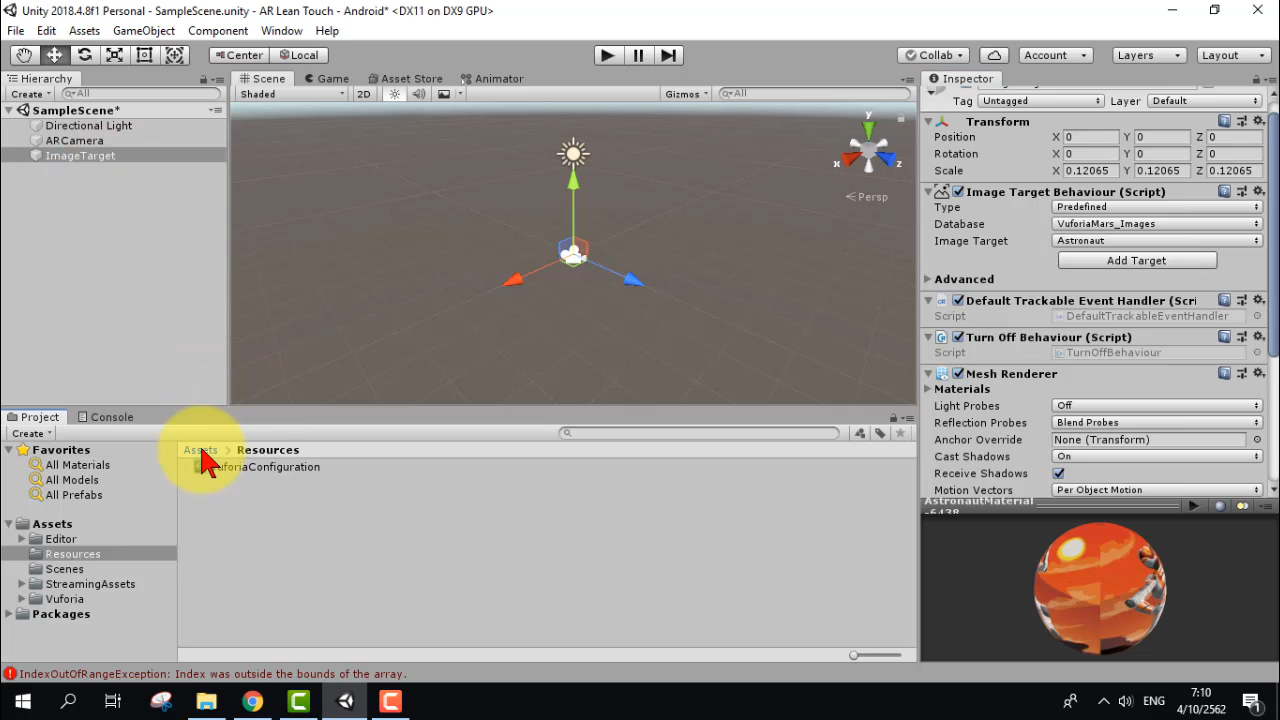 Unity 2018.4.8f1 Personal - SampleScene.unity - AR Lean Touch - Android* <DX11 on DX9 GPU>
File Edit Assets GameObject Component Window Help
Center Local Collab Account Layers Layout
Hierarchy Scene Game Asset Store Animator Inspector
Create All Shaded 2D Gizmos All
Tag Untagged Layer Default
SampleScene*
Directional Light
ARCamera
ImageTarget
y
x
z
Persp
Transform
Position X 0 Y 0 Z 0
Rotation X 0 Y 0 Z 0
Scale X 0.12065 Y 0.12065 Z 0.12065
Image Target Behaviour (Script)
Type Predefined
Database VuforiaMars_Images
Image Target Astronaut
Add Target
Advanced
Default Trackable Event Handler (Scri
Script DefaultTrackableEventHandler
Turn Off Behaviour (Script)
Script TurnOffBehaviour
Mesh Renderer
Materials
Light Probes Off
Reflection Probes Blend Probes
Anchor Override None (Transform)
Cast Shadows On
Receive Shadows
Motion Vectors Per Object Motion
AstronautMaterial
-6438
Project Console
Create
Favorites
All Materials
All Models
All Prefabs
Assets
Editor
Resources
Scenes
StreamingAssets
Vuforia
Packages
Assets > Resources
uforiaConfiguration
IndexOutOfRangeException: Index was outside the bounds of the array.
ENG
7:10
4/10/2562
1